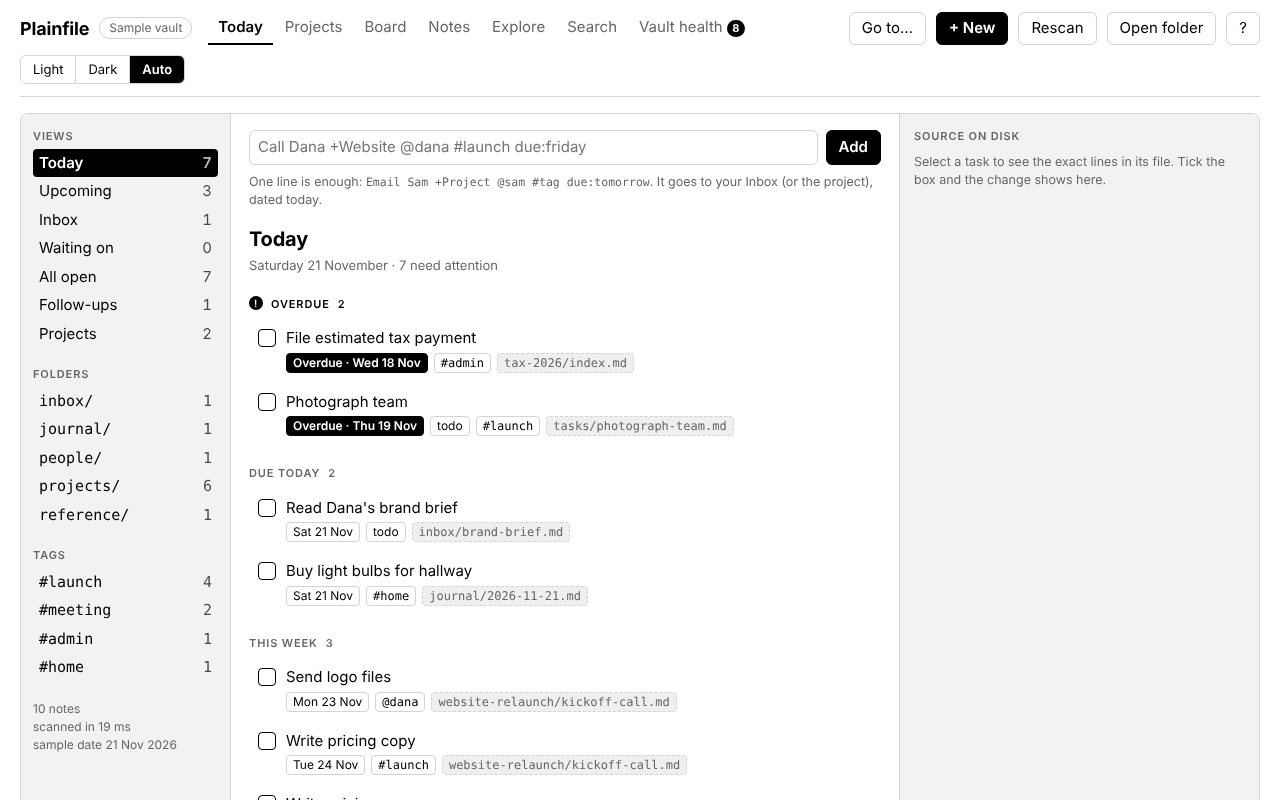 Plainfile Sample vault Today Projects Board Notes Explore Search Vault health 8 Go to... + New Rescan Open folder ?
Light Dark Auto
VIEWS
Today 7
Upcoming 3
Inbox 1
Waiting on 0
All open 7
Follow-ups 1
Projects 2
FOLDERS
inbox/ 1
journal/ 1
people/ 1
projects/ 6
reference/ 1
TAGS
#launch 4
#meeting 2
#admin 1
#home 1
10 notes
scanned in 19 ms
sample date 21 Nov 2026
Call Dana +Website @dana #launch due:friday Add
One line is enough: Email Sam +Project @sam #tag due:tomorrow. It goes to your Inbox (or the project),
dated today.
Today
Saturday 21 November · 7 need attention
! OVERDUE 2
File estimated tax payment
Overdue · Wed 18 Nov #admin tax-2026/index.md
Photograph team
Overdue · Thu 19 Nov todo #launch tasks/photograph-team.md
DUE TODAY 2
Read Dana's brand brief
Sat 21 Nov todo inbox/brand-brief.md
Buy light bulbs for hallway
Sat 21 Nov #home journal/2026-11-21.md
THIS WEEK 3
Send logo files
Mon 23 Nov @dana website-relaunch/kickoff-call.md
Write pricing copy
Tue 24 Nov #launch website-relaunch/kickoff-call.md
SOURCE ON DISK
Select a task to see the exact lines in its file. Tick the
box and the change shows here.